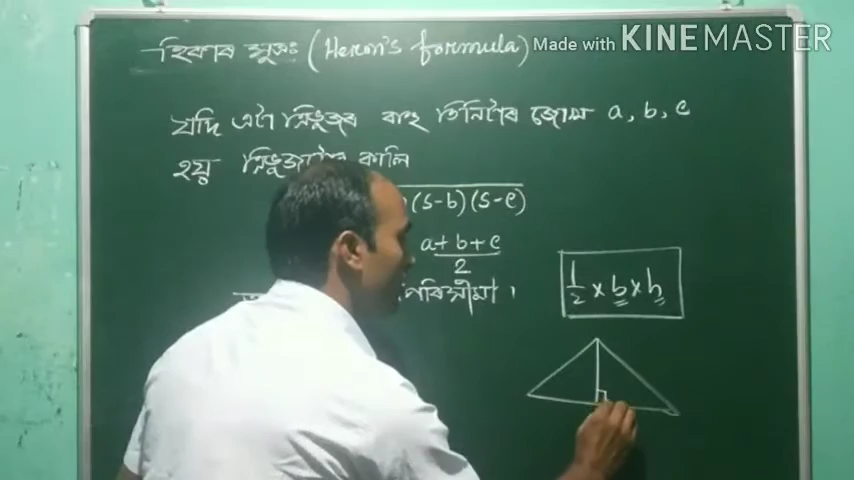 হিৰণৰ সূত্ৰঃ (Heron's formula)
Made with KINEMASTER
যদি এটা ত্ৰিভুজৰ বাহু তিনিটাৰ জোখ a, b, c
হয় ত্ৰিভুজটোৰ কালি
(s-b)(s-c)
a+b+c
2
পৰিসীমা।
1/2 × b × h